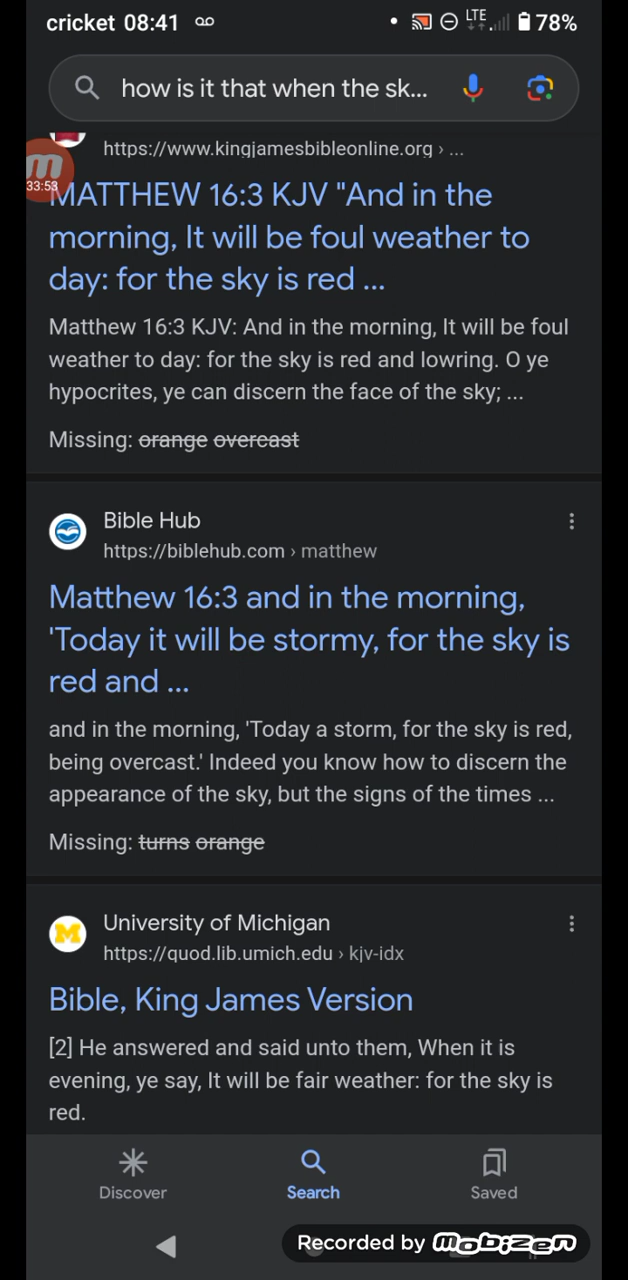 cricket 08:41 LTE 78%
how is it that when the sk...
https://www.kingjamesbibleonline.org › ...
m
33:53
MATTHEW 16:3 KJV "And in the
morning, It will be foul weather to
day: for the sky is red ...
Matthew 16:3 KJV: And in the morning, It will be foul
weather to day: for the sky is red and lowring. O ye
hypocrites, ye can discern the face of the sky; ...
Missing: orange overcast
Bible Hub
https://biblehub.com › matthew
Matthew 16:3 and in the morning,
'Today it will be stormy, for the sky is
red and ...
and in the morning, 'Today a storm, for the sky is red,
being overcast.' Indeed you know how to discern the
appearance of the sky, but the signs of the times ...
Missing: turns orange
M
University of Michigan
https://quod.lib.umich.edu › kjv-idx
Bible, King James Version
[2] He answered and said unto them, When it is
evening, ye say, It will be fair weather: for the sky is
red.
Discover Search Saved
Recorded by mobizen